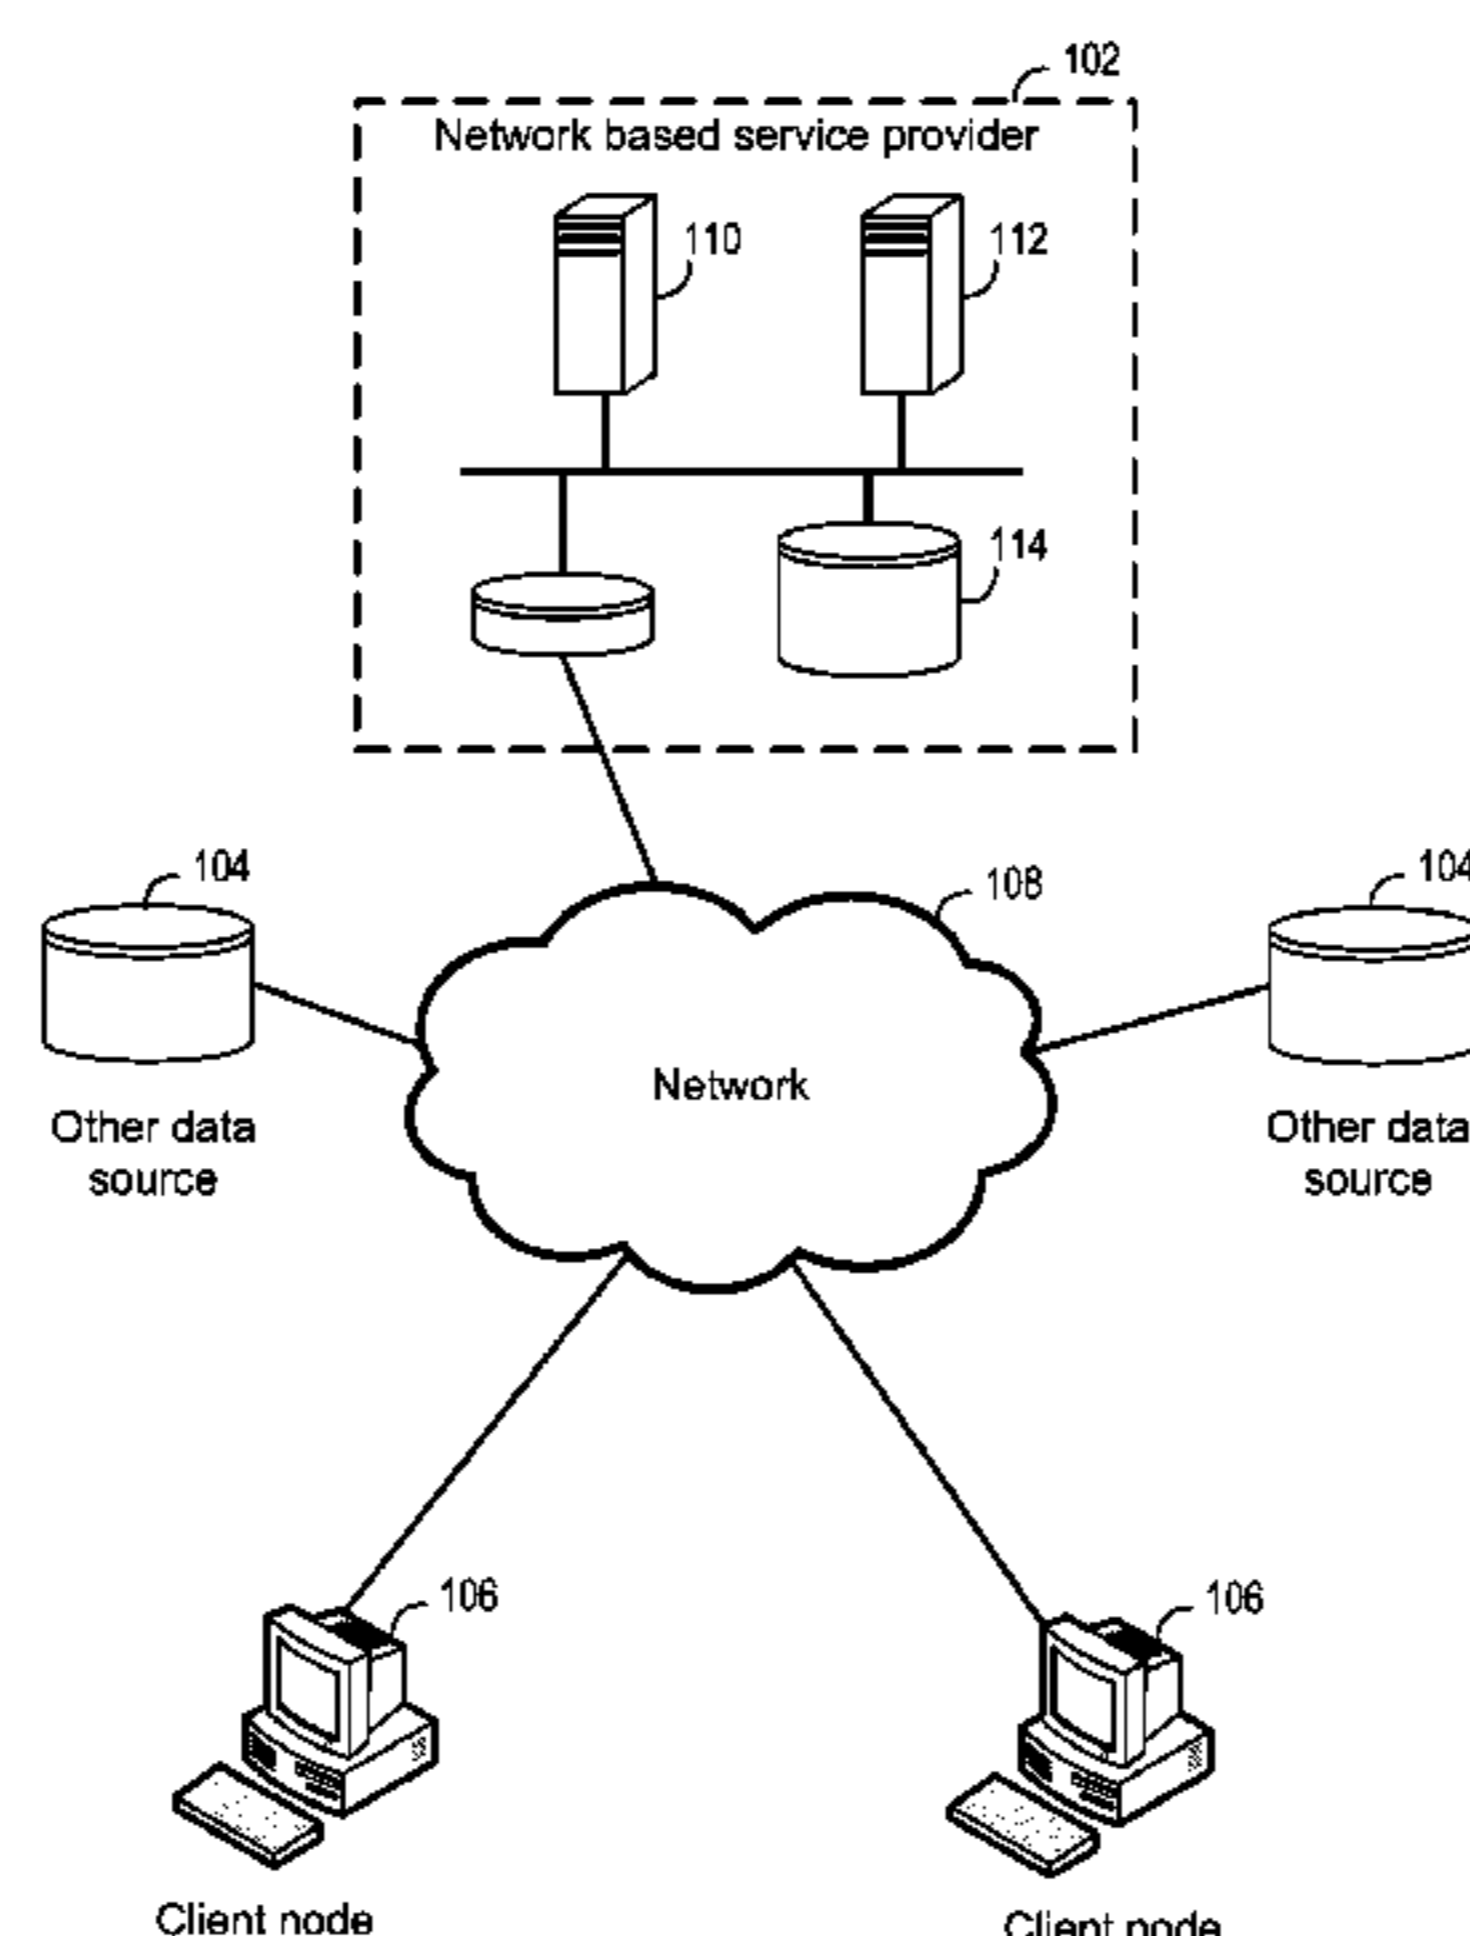 102
Network based service provider
110
112
114
104
108
104
Network
Other data
source
Other data
source
106
106
Client node
Client node